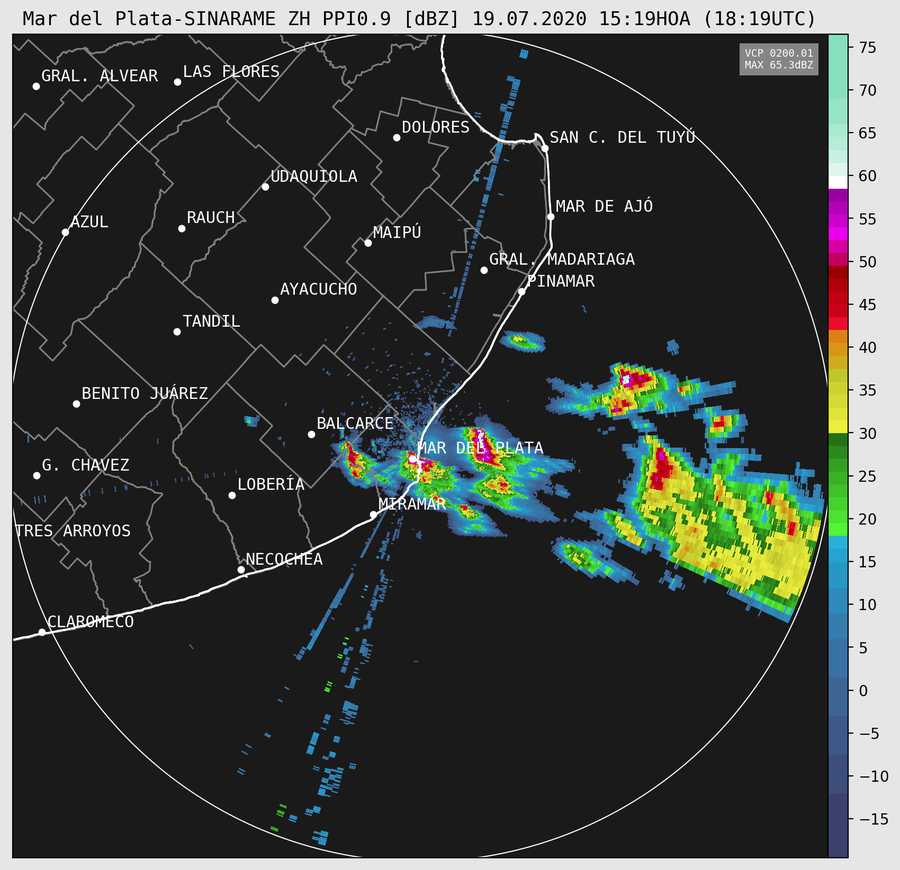 Mar del Plata-SINARAME ZH PPI0.9 [dBZ] 19.07.2020 15:19HOA (18:19UTC)
VCP 0200.01
MAX 65.3dBZ
GRAL. ALVEAR
LAS FLORES
DOLORES
SAN C. DEL TUYÚ
UDAQUIOLA
AZUL
RAUCH
MAIPÚ
MAR DE AJÓ
GRAL. MADARIAGA
PINAMAR
AYACUCHO
TANDIL
BENITO JUÁREZ
BALCARCE
MAR DEL PLATA
G. CHAVEZ
LOBERÍA
MIRAMAR
TRES ARROYOS
NECOCHEA
CLAROMECO
75
70
65
60
55
50
45
40
35
30
25
20
15
10
5
0
−5
−10
−15